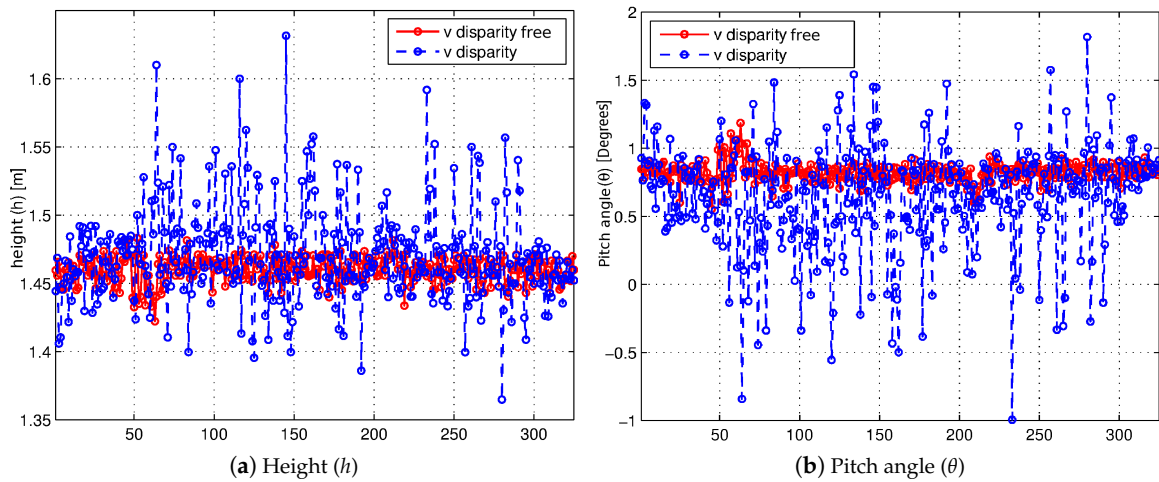 v disparity free
v disparity
1.6
1.55
1.5
1.45
1.4
1.35
height (h) [m]
50 100 150 200 250 300
(a) Height (h)
v disparity free
v disparity
2
1.5
1
0.5
0
−0.5
−1
Pitch angle (θ) [Degrees]
50 100 150 200 250 300
(b) Pitch angle (θ)